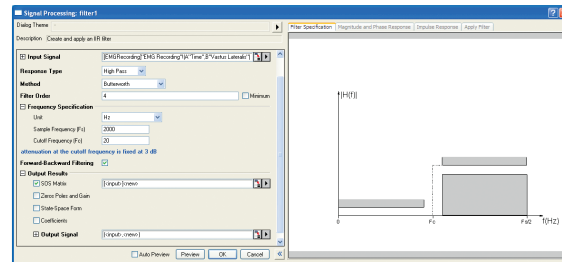 Signal Processing: filter1
Dialog Theme
Description Create and apply an IIR filter
Input Signal [EMGRecording]"EMG Recording"!(A"Time",B"Vastus Lateralis")
Response Type High Pass
Method Butterworth
Filter Order 4 Minimum
Frequency Specification
Unit Hz
Sample Frequency (Fs) 2000
Cutoff Frequency (Fc) 20
attenuation at the cutoff frequency is fixed at 3 dB
Forward-Backward Filtering
Output Results
SOS Matrix [<input>]<new>
Zeros Poles and Gain
State-Space Form
Coefficients
Output Signal (<input>,<new>)
Auto Preview Preview OK Cancel
Filter Specification Magnitude and Phase Response Impulse Response Apply Filter
|H(f)|
0 Fc Fs/2 f(Hz)